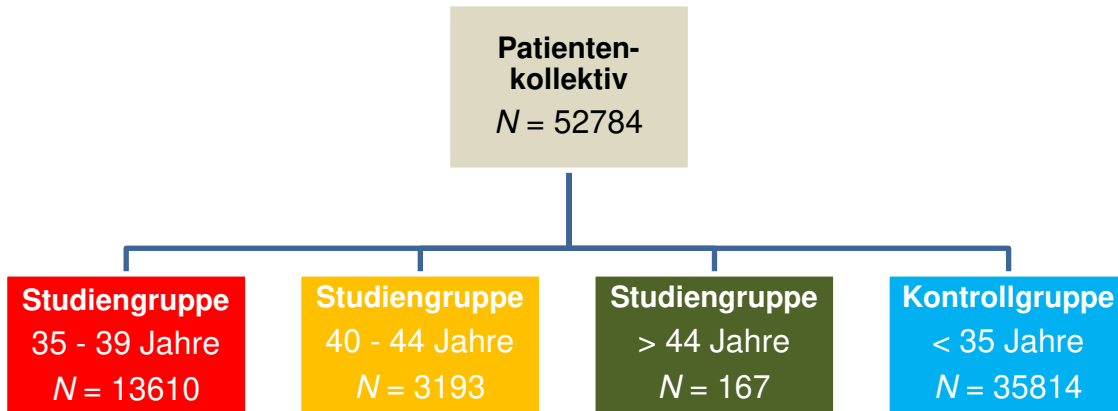 Patienten-
kollektiv
N = 52784
Studiengruppe
35 - 39 Jahre
N = 13610
Studiengruppe
40 - 44 Jahre
N = 3193
Studiengruppe
> 44 Jahre
N = 167
Kontrollgruppe
< 35 Jahre
N = 35814